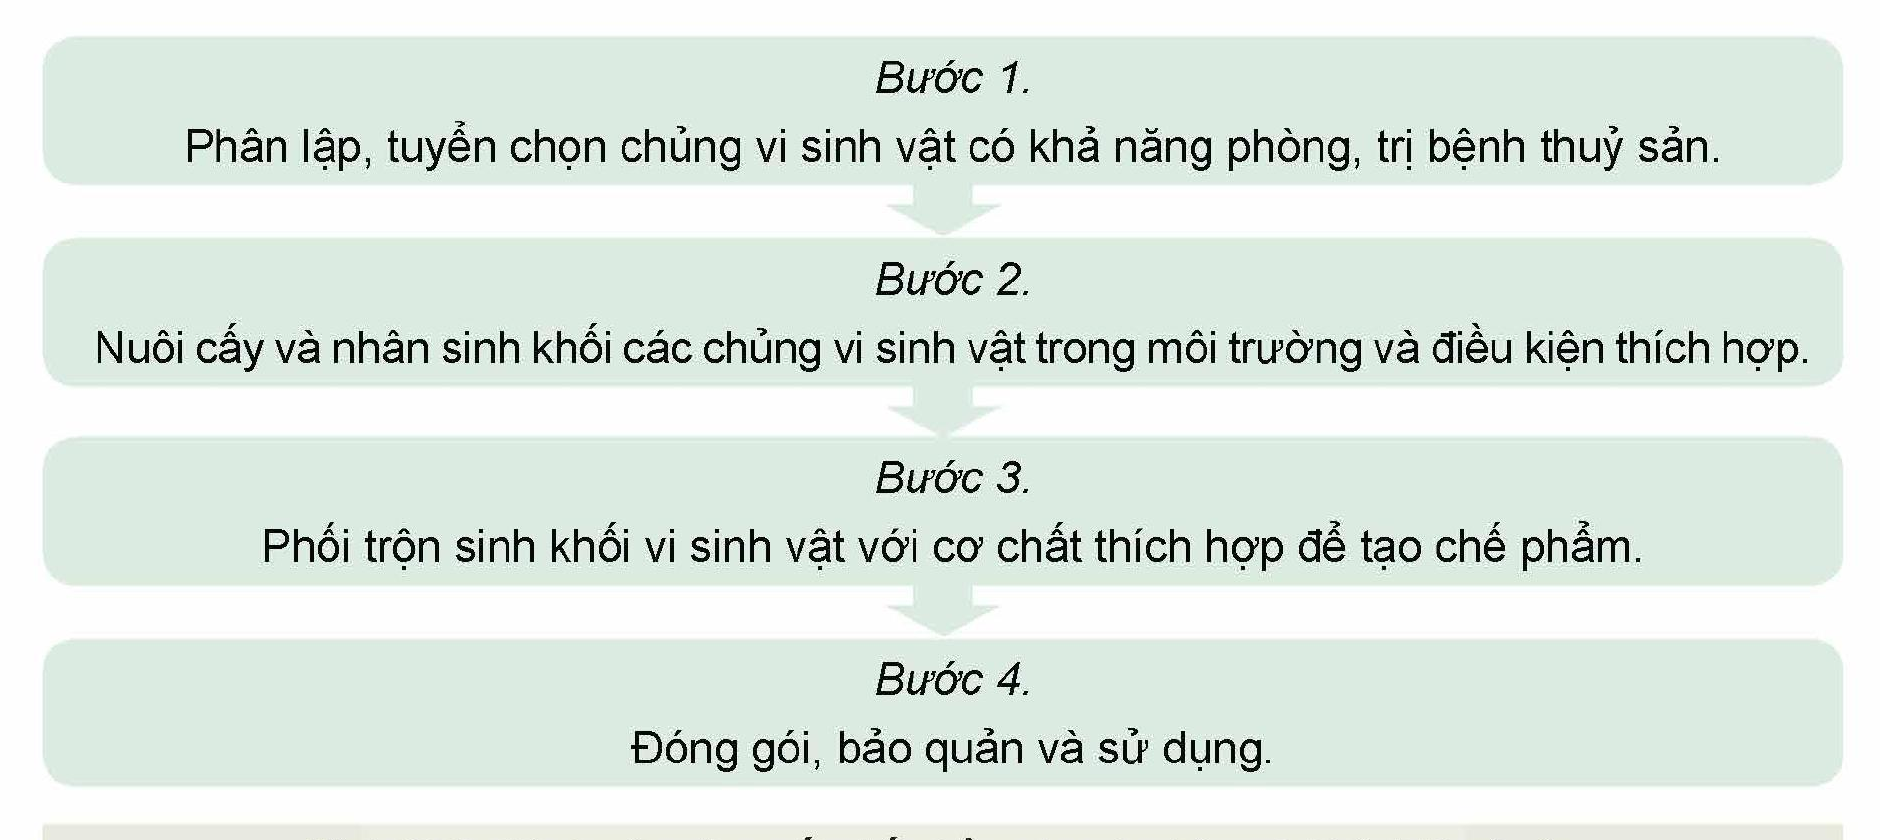 Bước 1.
Phân lập, tuyển chọn chủng vi sinh vật có khả năng phòng, trị bệnh thuỷ sản.
Bước 2.
Nuôi cấy và nhân sinh khối các chủng vi sinh vật trong môi trường và điều kiện thích hợp.
Bước 3.
Phối trộn sinh khối vi sinh vật với cơ chất thích hợp để tạo chế phẩm.
Bước 4.
Đóng gói, bảo quản và sử dụng.